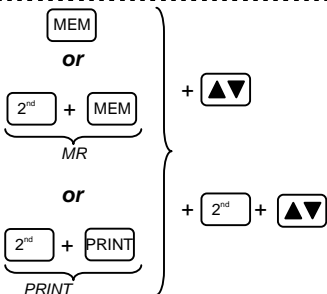 MEM
or
2nd + MEM
MR
+ ▲▼
or
2nd + PRINT
PRINT
+ 2nd + ▲▼